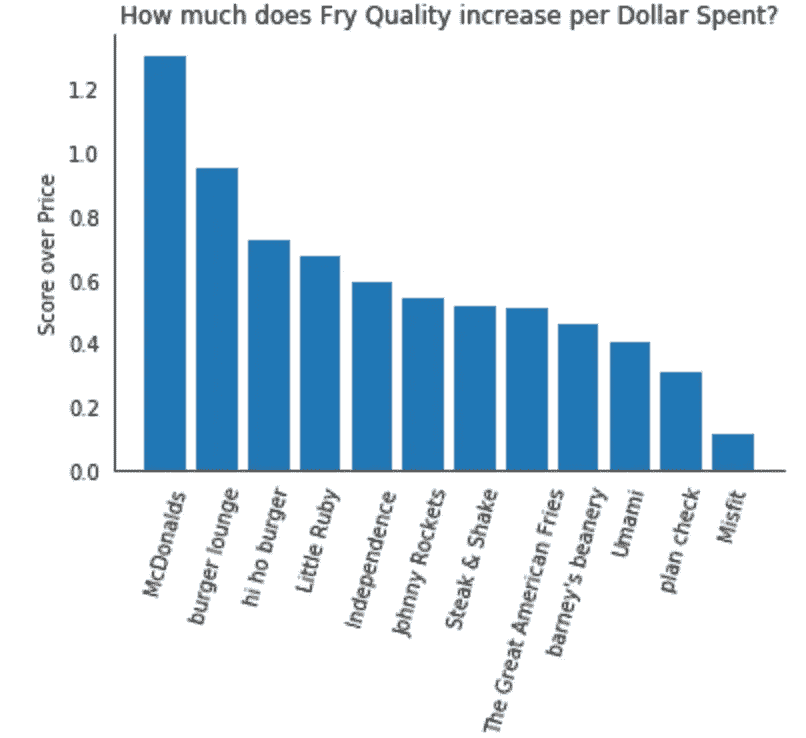 How much does Fry Quality increase per Dollar Spent?
Score over Price
1.2
1.0
0.8
0.6
0.4
0.2
0.0
McDonalds
burger lounge
hi ho burger
Little Ruby
Independence
Johnny Rockets
Steak & Shake
The Great American Fries
barney's beanery
Umami
plan check
Misfit